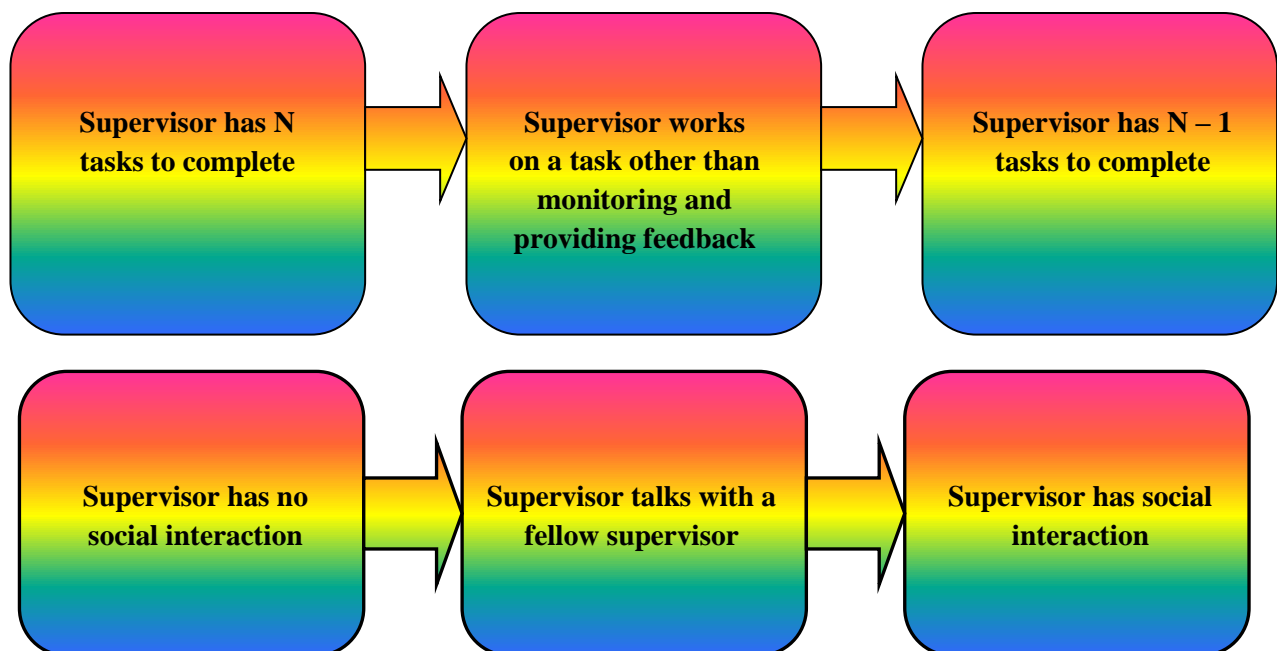 Supervisor has N
tasks to complete
Supervisor works
on a task other than
monitoring and
providing feedback
Supervisor has N – 1
tasks to complete
Supervisor has no
social interaction
Supervisor talks with a
fellow supervisor
Supervisor has social
interaction